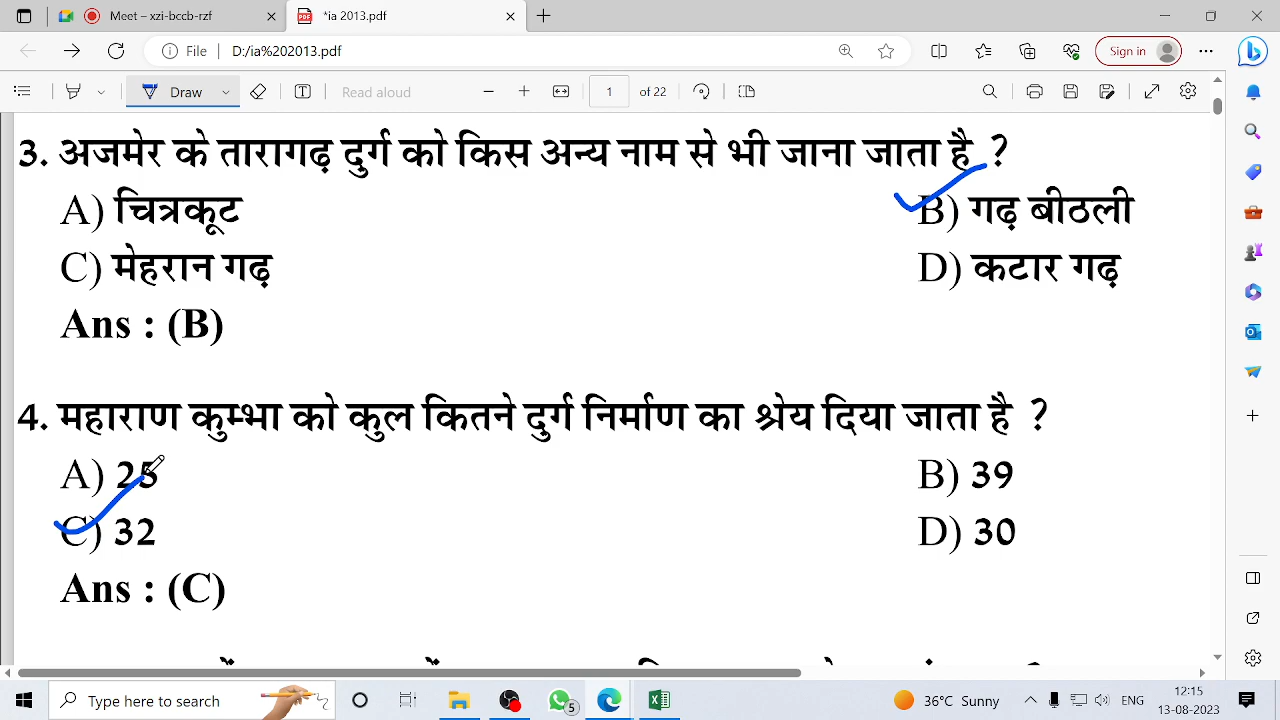 Meet – xzi-bccb-rzf
*ia 2013.pdf
File D:/ia%202013.pdf
Sign in
Draw
Read aloud
1 of 22
3. अजमेर के तारागढ़ दुर्ग को किस अन्य नाम से भी जाना जाता है ?
A) चित्रकूट B) गढ़ बीठली
C) मेहरान गढ़ D) कटार गढ़
Ans : (B)
4. महाराण कुम्भा को कुल कितने दुर्ग निर्माण का श्रेय दिया जाता है ?
A) 25 B) 39
C) 32 D) 30
Ans : (C)
Type here to search
5
36°C Sunny
ENG
12:15
13-08-2023